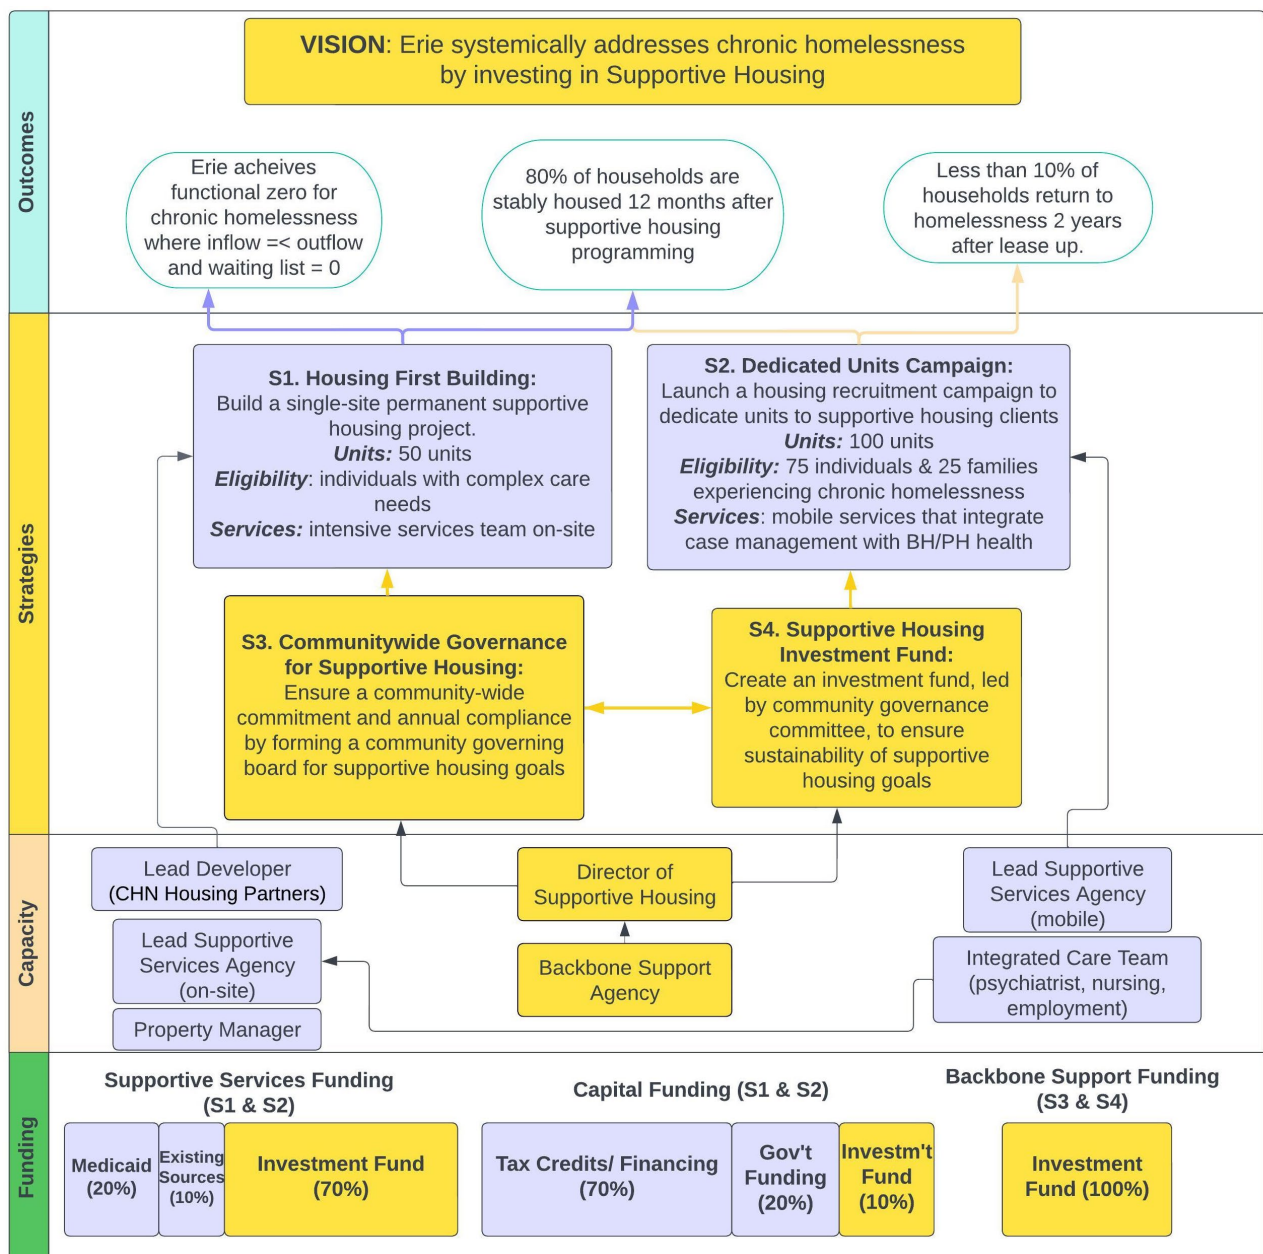 VISION: Erie systemically addresses chronic homelessness
by investing in Supportive Housing
Outcomes
Erie acheives
functional zero for
chronic homelessness
where inflow =< outflow
and waiting list = 0
80% of households are
stably housed 12 months after
supportive housing
programming
Less than 10% of
households return to
homelessness 2 years
after lease up.
Strategies
S1. Housing First Building:
Build a single-site permanent supportive
housing project.
Units: 50 units
Eligibility: individuals with complex care
needs
Services: intensive services team on-site
S2. Dedicated Units Campaign:
Launch a housing recruitment campaign to
dedicate units to supportive housing clients
Units: 100 units
Eligibility: 75 individuals & 25 families
experiencing chronic homelessness
Services: mobile services that integrate
case management with BH/PH health
S3. Communitywide Governance
for Supportive Housing:
Ensure a community-wide
commitment and annual compliance
by forming a community governing
board for supportive housing goals
S4. Supportive Housing
Investment Fund:
Create an investment fund, led
by community governance
committee, to ensure
sustainability of supportive
housing goals
Capacity
Lead Developer
(CHN Housing Partners)
Lead Supportive
Services Agency
(on-site)
Property Manager
Director of
Supportive Housing
Backbone Support
Agency
Lead Supportive
Services Agency
(mobile)
Integrated Care Team
(psychiatrist, nursing,
employment)
Funding
Supportive Services Funding
(S1 & S2)
Medicaid
(20%)
Existing
Sources
(10%)
Investment Fund
(70%)
Capital Funding (S1 & S2)
Tax Credits/ Financing
(70%)
Gov't
Funding
(20%)
Investm't
Fund
(10%)
Backbone Support Funding
(S3 & S4)
Investment
Fund (100%)